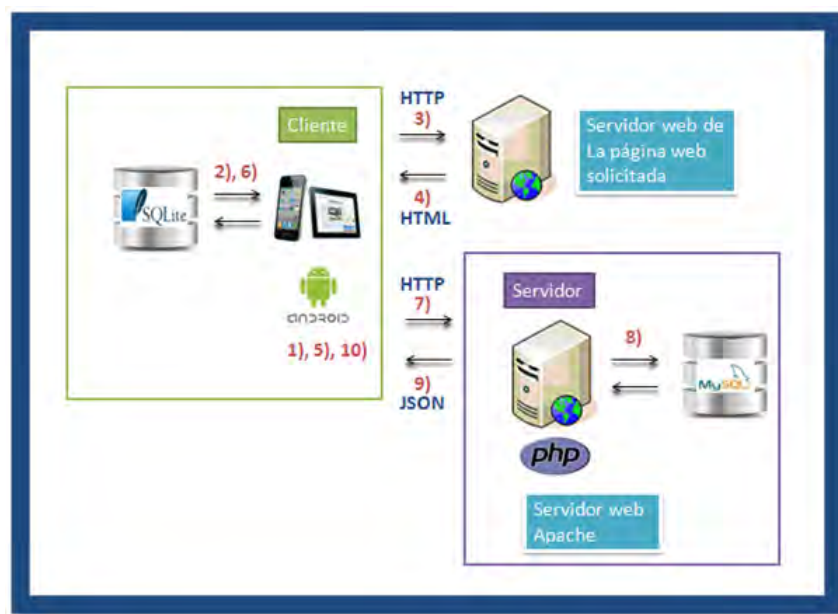 Cliente
HTTP
3)
Servidor web de
La página web
solicitada
2), 6)
SQLite
4)
HTML
HTTP
7)
Servidor
ANDROID
1), 5), 10)
8)
9)
JSON
MySQL
php
Servidor web
Apache